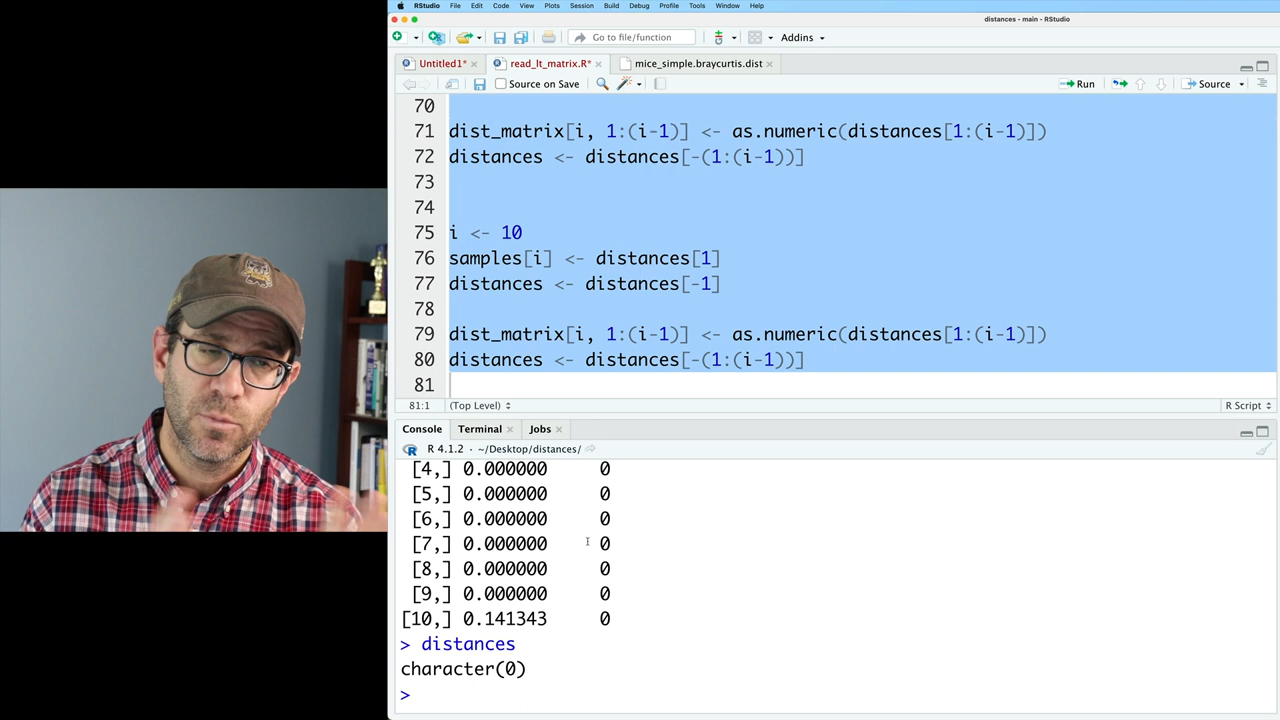 RStudio File Edit Code View Plots Session Build Debug Profile Tools Window Help
distances - main - RStudio
Go to file/function Addins
Untitled1* read_lt_matrix.R* mice_simple.braycurtis.dist
Source on Save Run Source
70
71 dist_matrix[i, 1:(i-1)] <- as.numeric(distances[1:(i-1)])
72 distances <- distances[-(1:(i-1))]
73
74
75 i <- 10
76 samples[i] <- distances[1]
77 distances <- distances[-1]
78
79 dist_matrix[i, 1:(i-1)] <- as.numeric(distances[1:(i-1)])
80 distances <- distances[-(1:(i-1))]
81
81:1 (Top Level) R Script
Console Terminal Jobs
R 4.1.2 · ~/Desktop/distances/
[4,] 0.000000 0
[5,] 0.000000 0
[6,] 0.000000 0
[7,] 0.000000 0
[8,] 0.000000 0
[9,] 0.000000 0
[10,] 0.141343 0
> distances
character(0)
>